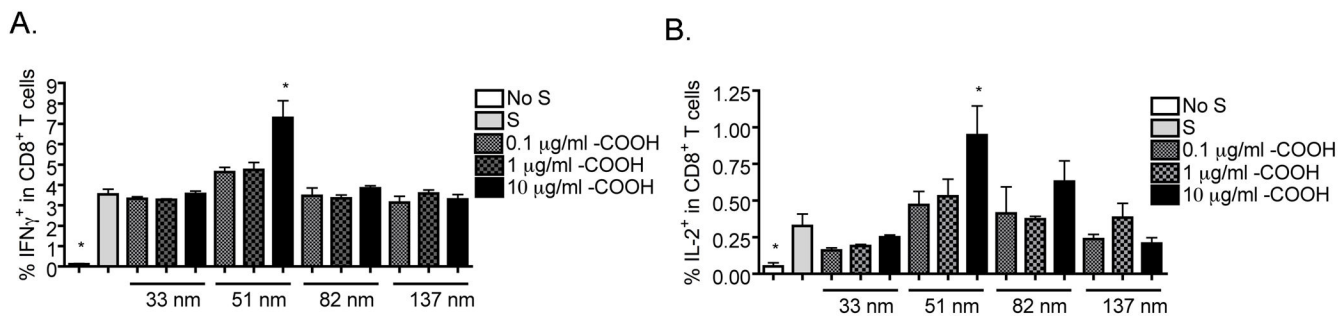 A.
% IFNγ⁺ in CD8⁺ T cells
9
8
7
6
5
4
3
2
1
0
*
*
33 nm
51 nm
82 nm
137 nm
No S
S
0.1 μg/ml -COOH
1 μg/ml -COOH
10 μg/ml -COOH
B.
% IL-2⁺ in CD8⁺ T cells
1.25
1.00
0.75
0.50
0.25
0.00
*
*
33 nm
51 nm
82 nm
137 nm
No S
S
0.1 μg/ml -COOH
1 μg/ml -COOH
10 μg/ml -COOH